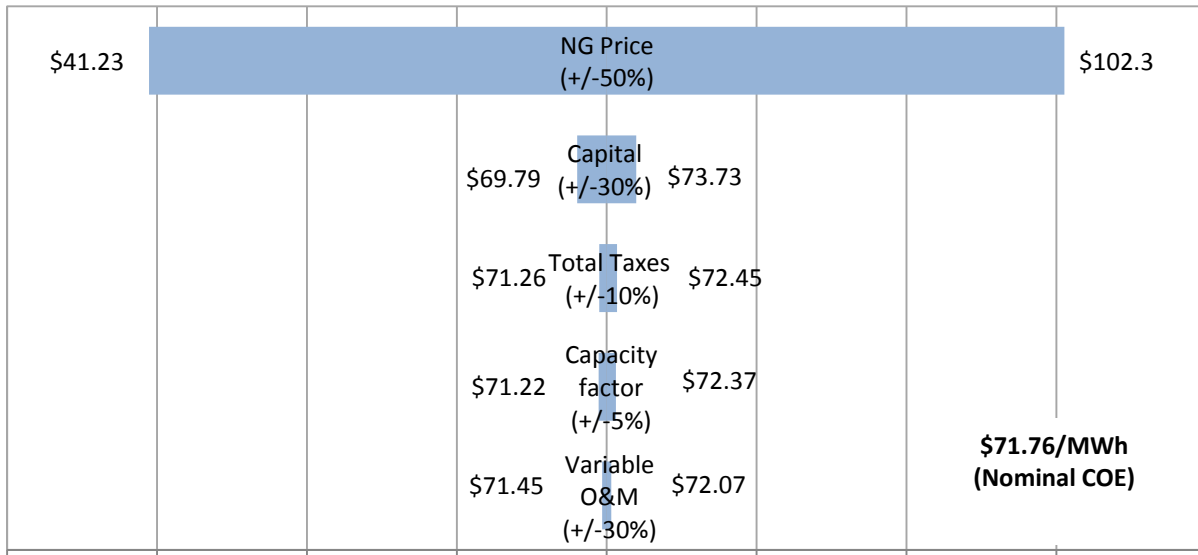 NG Price
(+/-50%)
$41.23
$102.3
Capital
(+/-30%)
$69.79
$73.73
Total Taxes
(+/-10%)
$71.26
$72.45
Capacity
factor
(+/-5%)
$71.22
$72.37
Variable
O&M
(+/-30%)
$71.45
$72.07
$71.76/MWh
(Nominal COE)